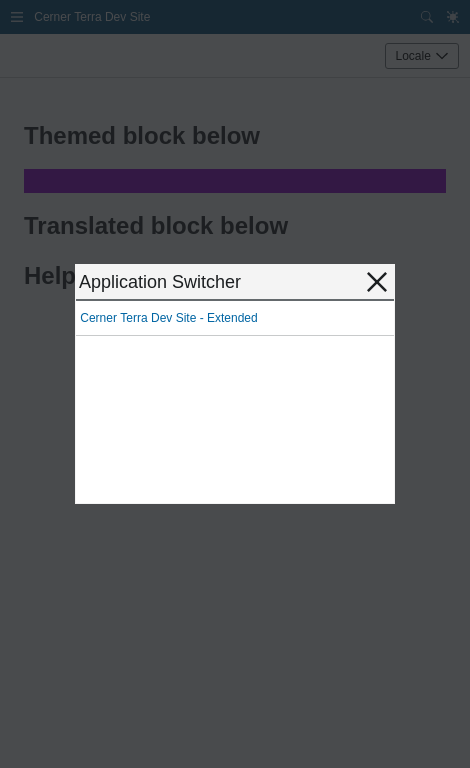 Cerner Terra Dev Site
Locale
Themed block below
Translated block below
Help
Application Switcher
Cerner Terra Dev Site - Extended